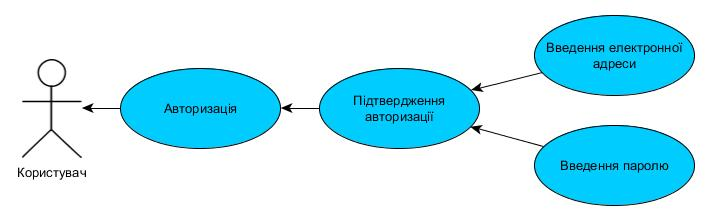 Введення електронної
адреси
Авторизація
Підтвердження
авторизації
Введення паролю
Користувач